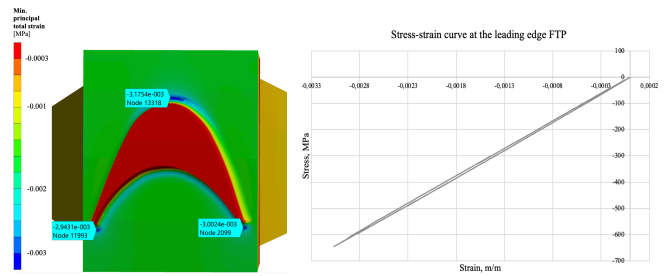 Min.
principal
total strain
[MPa]
-0.0003
-0.001
-0.002
-0.003
-3,1754e-003
Node 13318
-2,9431e-003
Node 11993
-3,0024e-003
Node 2099
Stress-strain curve at the leading edge FTP
100
0
-100
-200
-300
-400
-500
-600
-700
-0,0033
-0,0028
-0,0023
-0,0018
-0,0013
-0,0008
-0,0003
0,0002
Stress, MPa
Strain, m/m